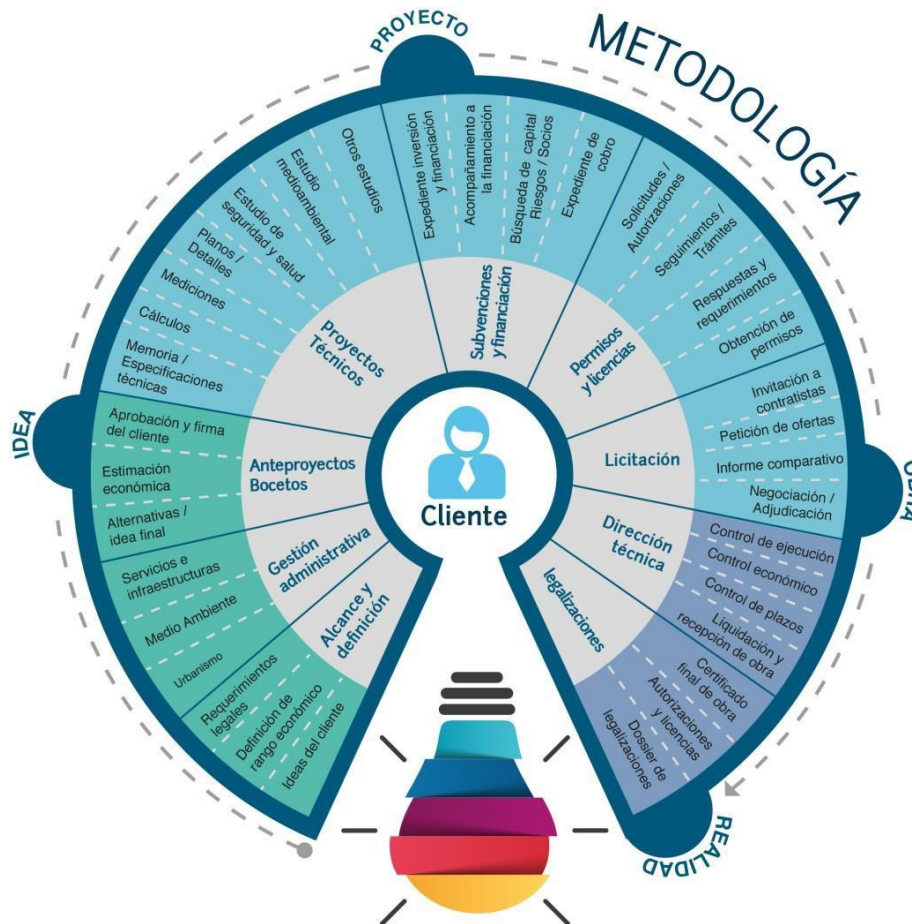 METODOLOGÍA
IDEA
PROYECTO
OBRA
REALIDAD
Cliente
Alcance y
definición
Ideas del cliente
Definición de
rango económico
Requerimientos
legales
Gestión
administrativa
Urbanismo
Medio Ambiente
Servicios e
infraestructuras
Anteproyectos
Bocetos
Alternativas /
idea final
Estimación
económica
Aprobación y firma
del cliente
Proyectos
Técnicos
Memoria /
Especificaciones
técnicas
Cálculos
Mediciones
Planos /
Detalles
Estudio de
seguridad y salud
Estudio
medioambiental
Otros estudios
Subvenciones
y financiación
Expediente inversión
y financiación
Acompañamiento a
la financiación
Búsqueda de capital
Riesgos / Socios
Expediente de
cobro
Permisos
y licencias
Solicitudes /
Autorizaciones
Seguimientos /
Trámites
Respuestas y
requerimientos
Obtención de
permisos
Licitación
Invitación a
contratistas
Petición de ofertas
Informe comparativo
Negociación /
Adjudicación
Dirección
técnica
Control de ejecución
Control económico
Control de plazos
Liquidación y
recepción de obra
legalizaciones
Certificado
final de obra
Autorizaciones
y licencias
Dossier de
legalizaciones